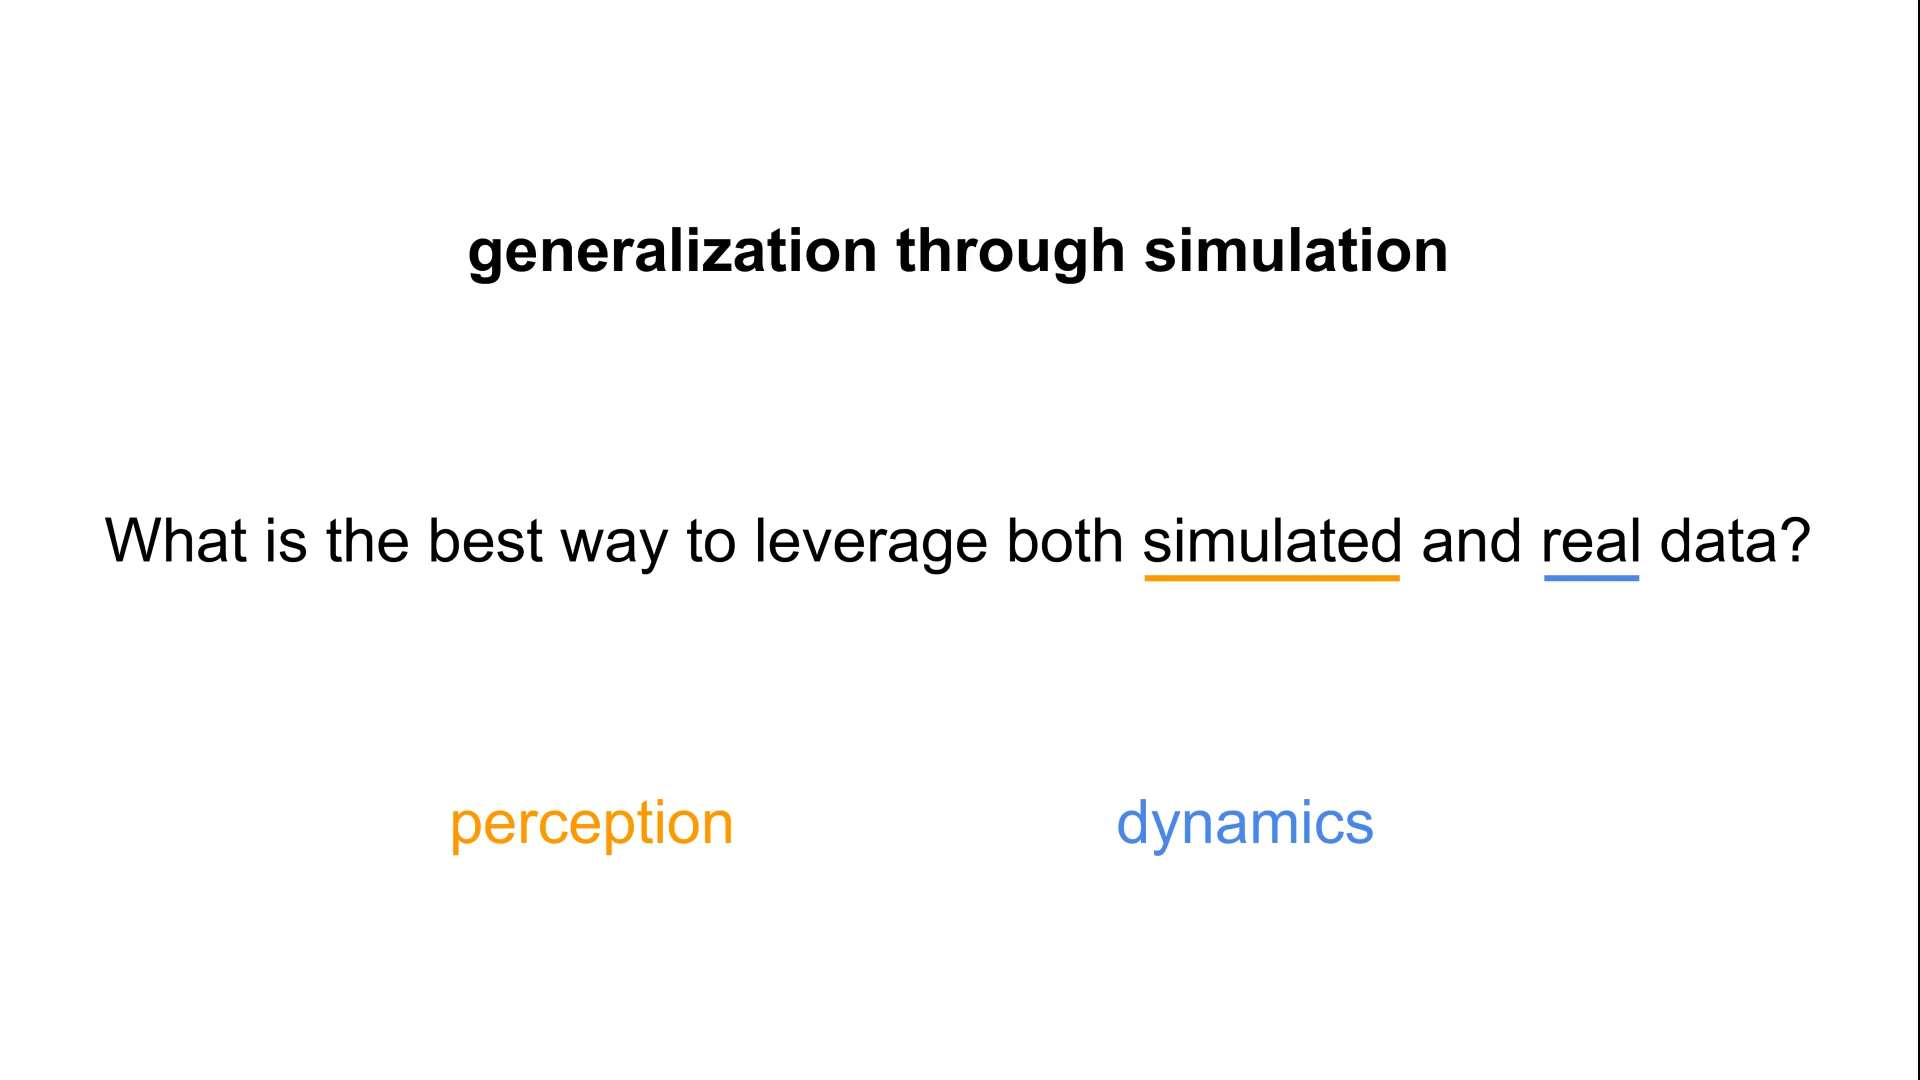 generalization through simulation
What is the best way to leverage both simulated and real data?
perception dynamics